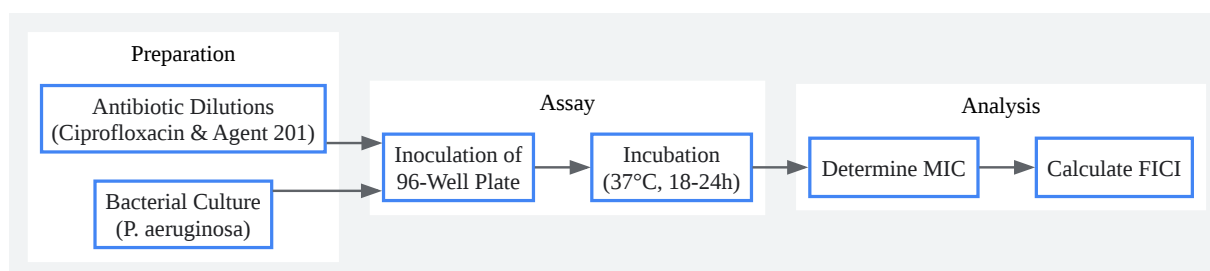 Preparation
Antibiotic Dilutions
(Ciprofloxacin & Agent 201)
Bacterial Culture
(P. aeruginosa)
Assay
Inoculation of
96-Well Plate
Incubation
(37°C, 18-24h)
Analysis
Determine MIC
Calculate FICI